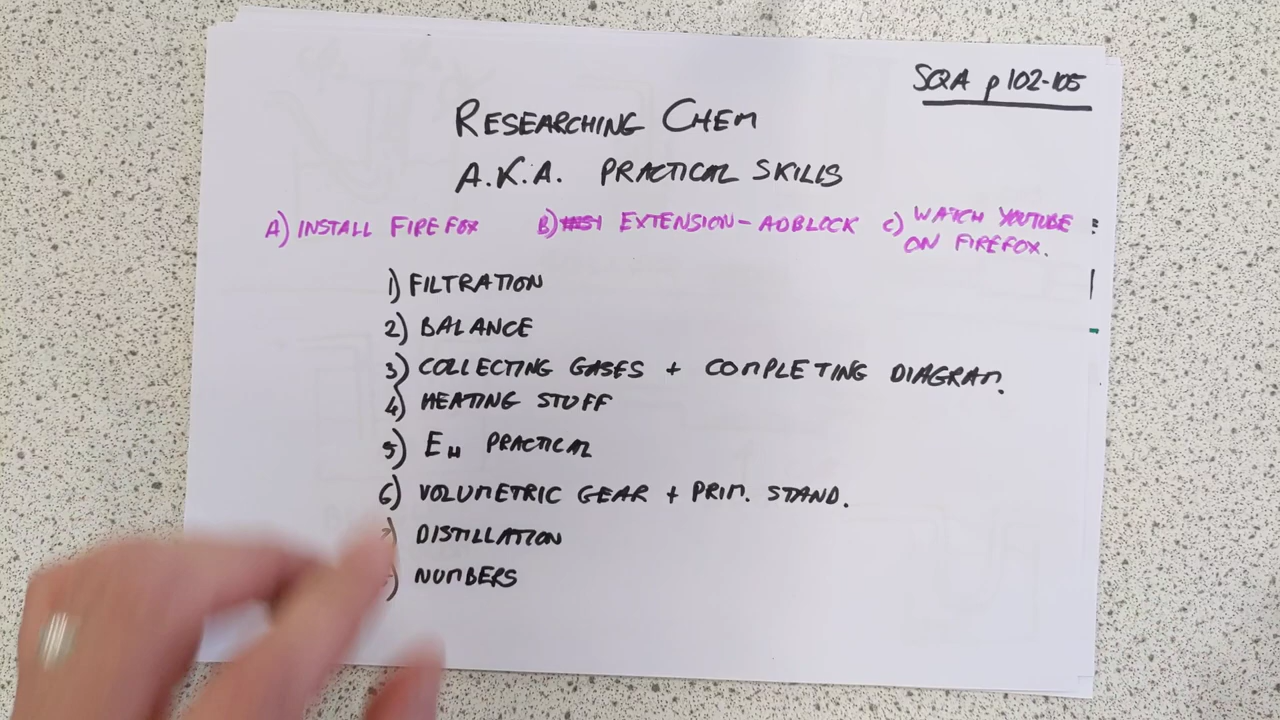 SQA p102-105
RESEARCHING CHEM
A.K.A. PRACTICAL SKILLS
A) INSTALL FIREFOX B) EXTENSION - ADBLOCK C) WATCH YOUTUBE ON FIREFOX.
1) FILTRATION
2) BALANCE
3) COLLECTING GASES + COMPLETING DIAGRAM.
4) HEATING STUFF
5) EH PRACTICAL
6) VOLUMETRIC GEAR + PRIM. STAND.
DISTILLATION
NUMBERS